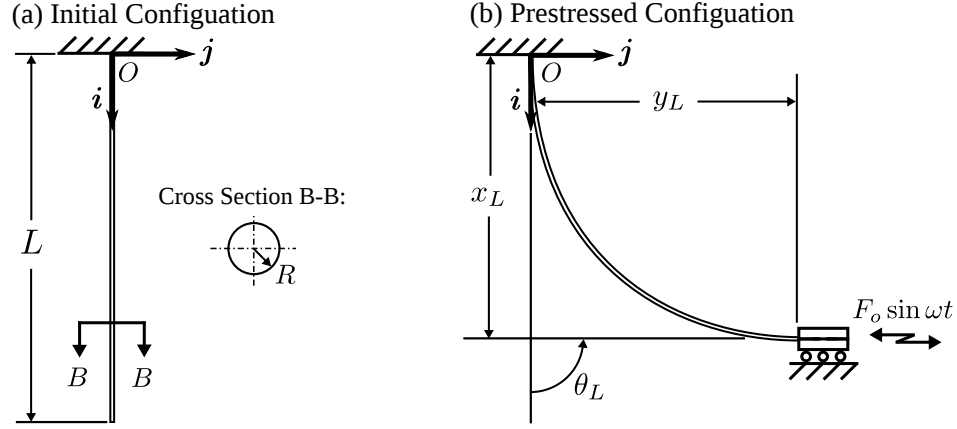 (a) Initial Configuation
j
O
i
L
Cross Section B-B:
R
B B
(b) Prestressed Configuation
j
O
i
y_L
x_L
F_o sin ωt
θ_L